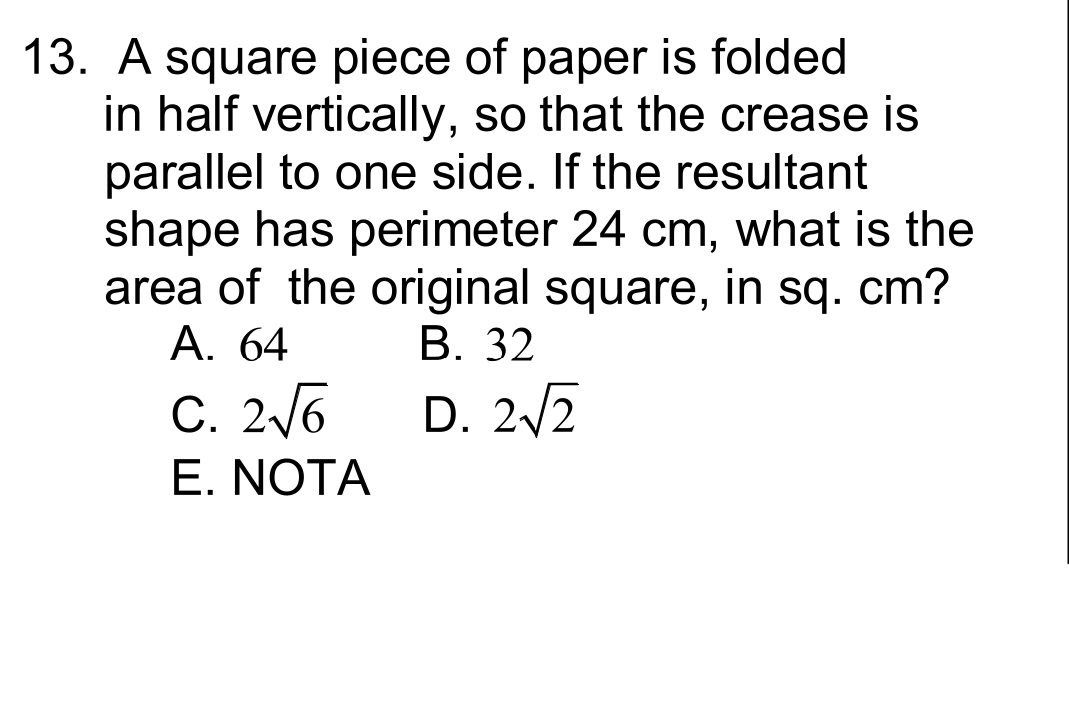 13. A square piece of paper is folded
in half vertically, so that the crease is
parallel to one side. If the resultant
shape has perimeter 24 cm, what is the
area of the original square, in sq. cm?
A. 64 B. 32
C. 2√6 D. 2√2
E. NOTA